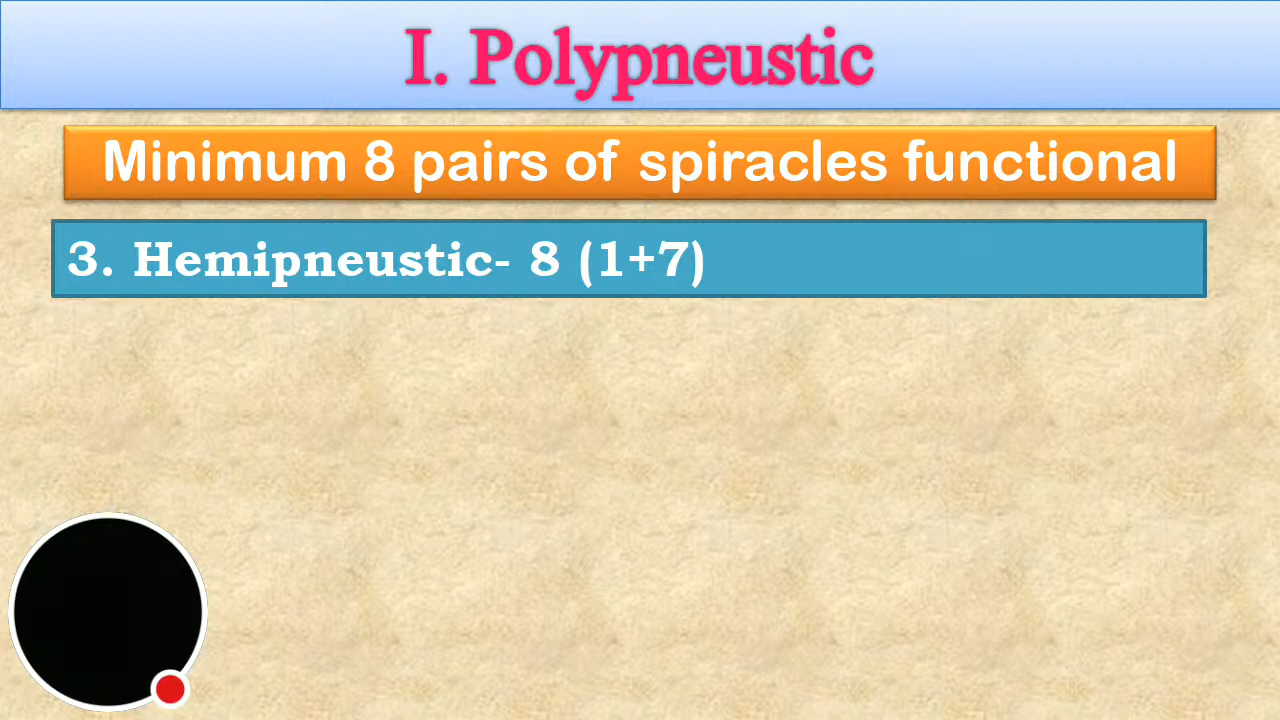 I. Polypneustic
Minimum 8 pairs of spiracles functional
3. Hemipneustic- 8 (1+7)